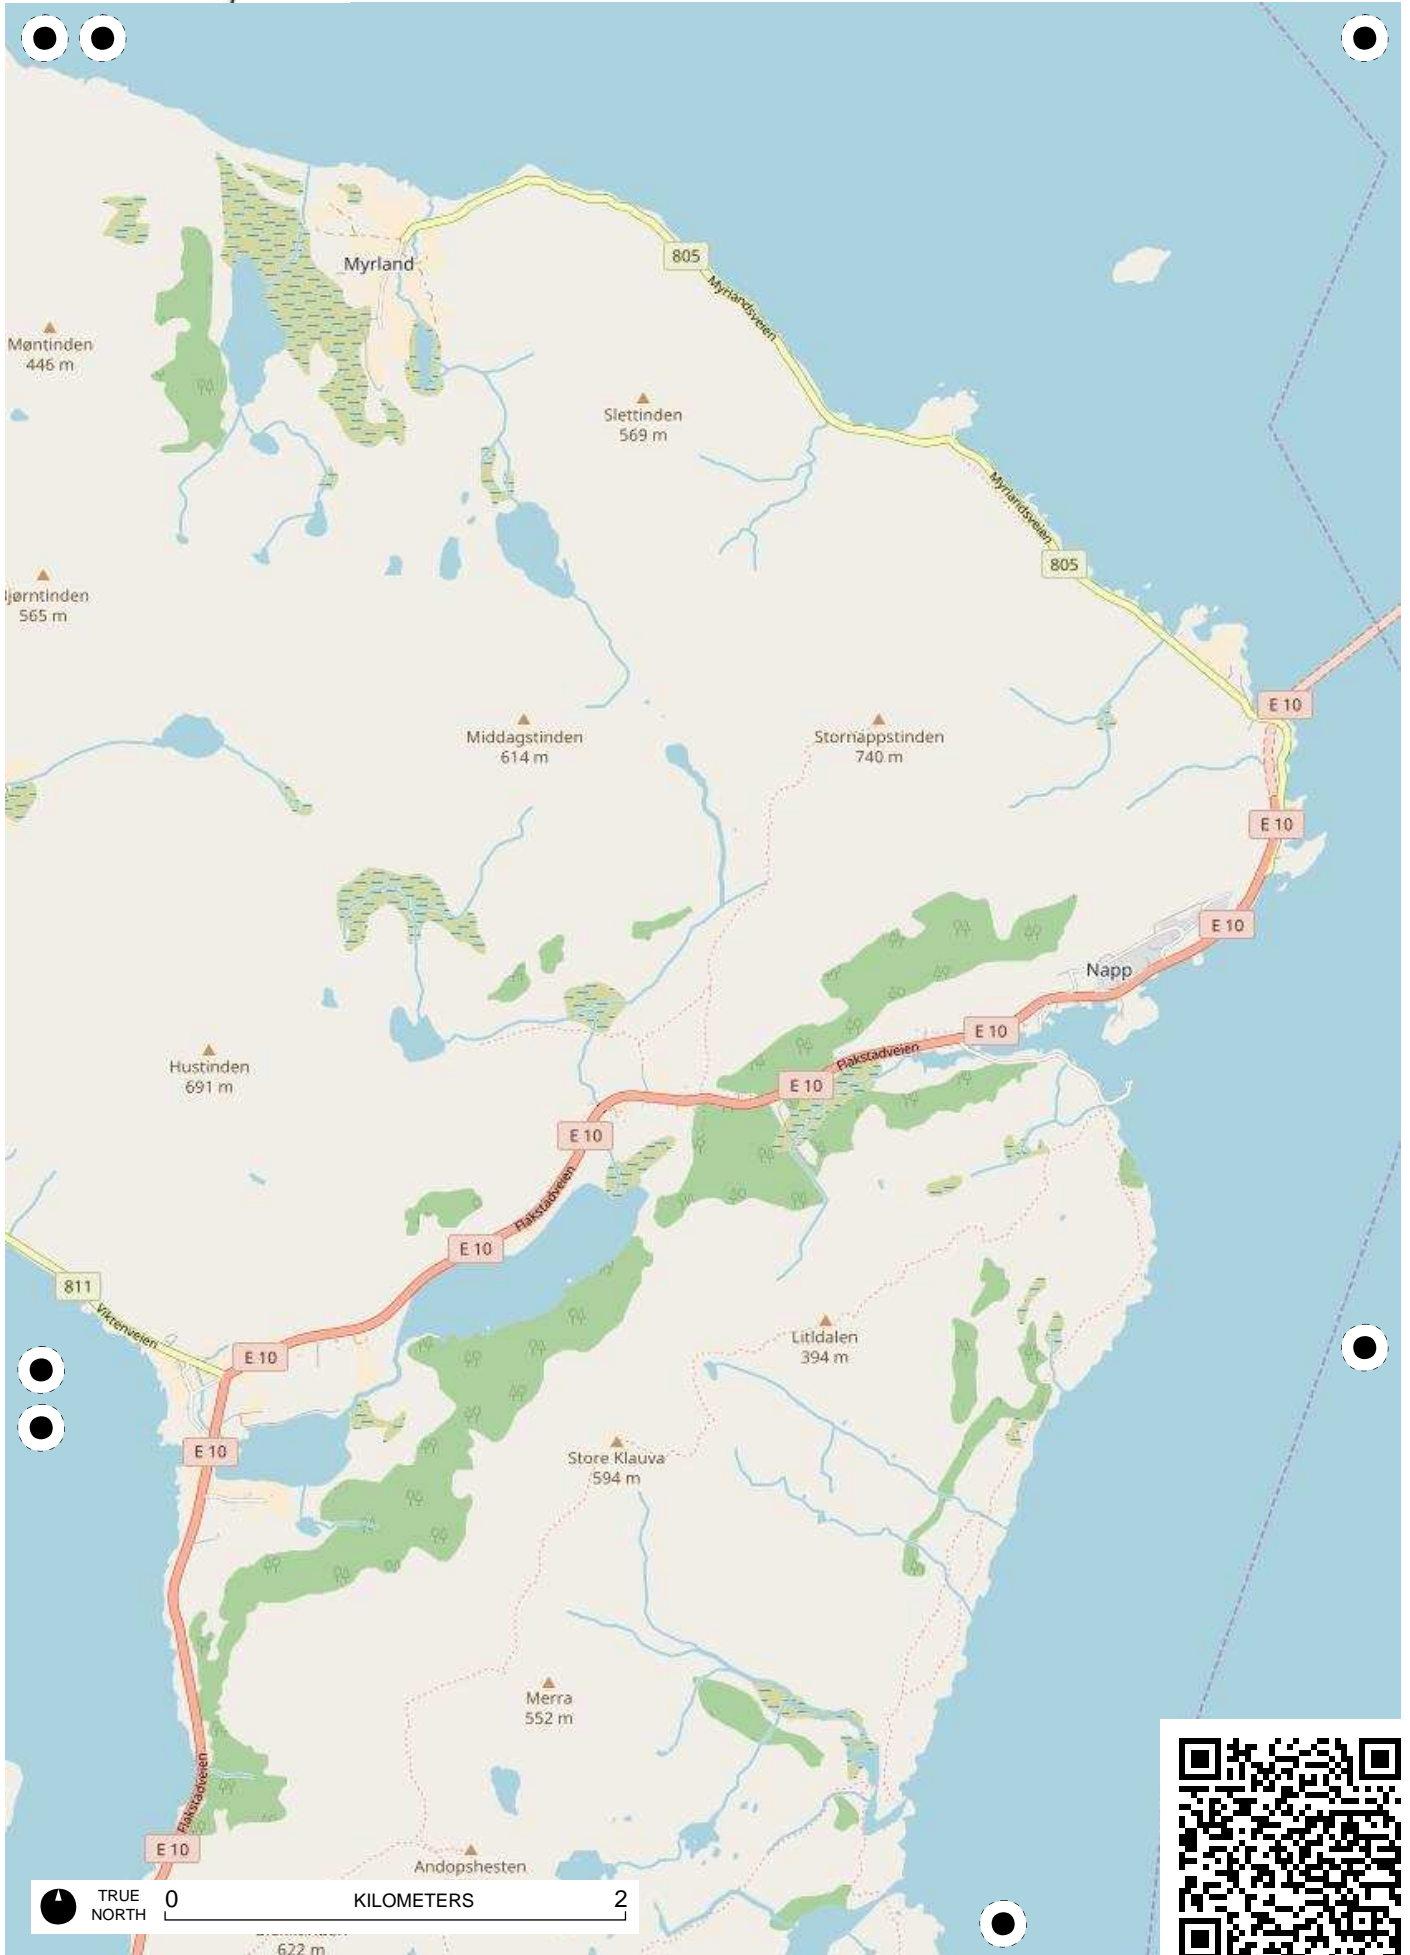 805
Myrland
Myrlandsveien
Møntinden
446 m
Slettinden
569 m
Myrlandsveien
805
565 m
E 10
Middagstinden
614 m
Stornappstinden
740 m
E 10
E 10
Napp
E 10
Flakstadveien
Hustinden
691 m
E 10
E 10
Flakstadveien
E 10
811
Viktenveien
Litldalen
394 m
E 10
E 10
Store Klauva
594 m
Merra
552 m
Flakstadveien
E 10
Andopshesten
TRUE
NORTH
0 KILOMETERS 2
622 m